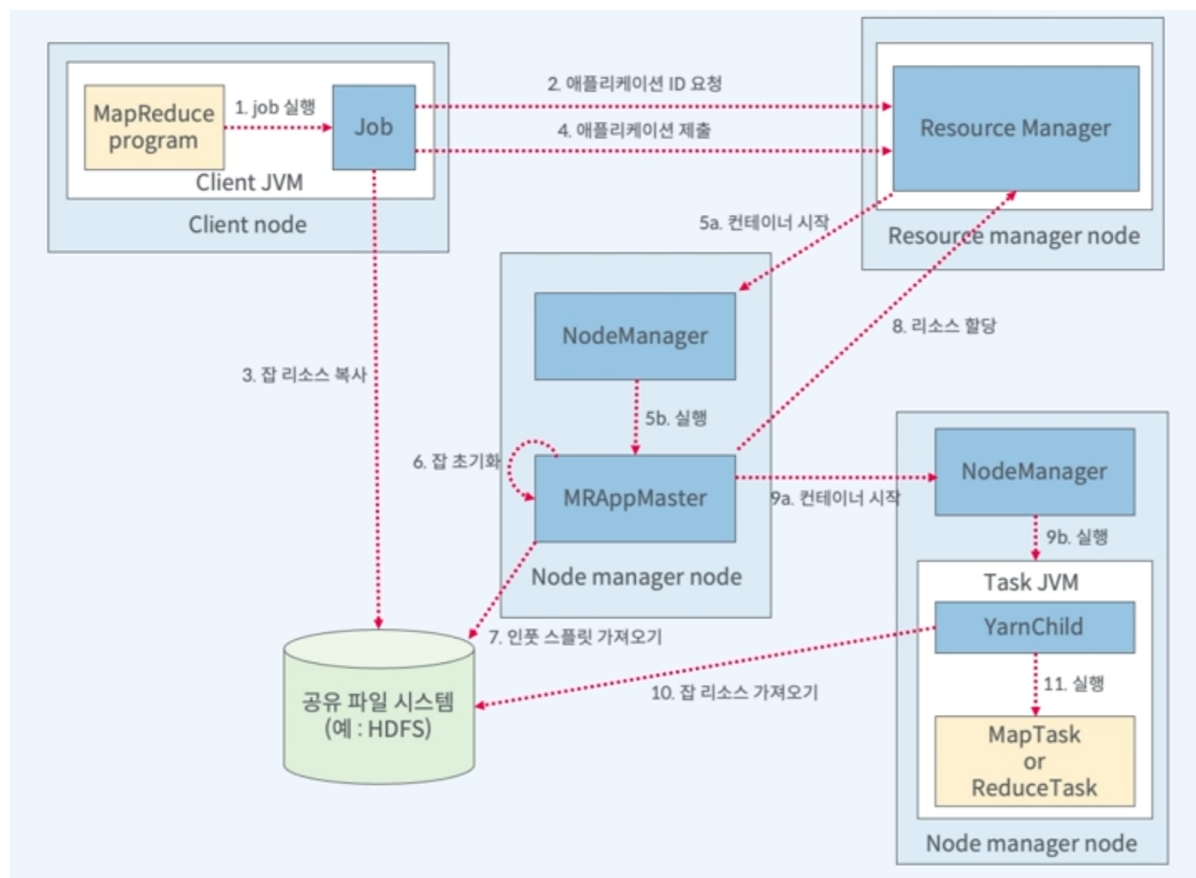 MapReduce
program
1. job 실행
Job
Client JVM
Client node
2. 애플리케이션 ID 요청
4. 애플리케이션 제출
Resource Manager
Resource manager node
5a. 컨테이너 시작
NodeManager
5b. 실행
6. 잡 초기화
MRAppMaster
Node manager node
3. 잡 리소스 복사
8. 리소스 할당
9a. 컨테이너 시작
NodeManager
9b. 실행
Task JVM
YarnChild
11. 실행
MapTask
or
ReduceTask
Node manager node
7. 인풋 스플릿 가져오기
10. 잡 리소스 가져오기
공유 파일 시스템
(예 : HDFS)